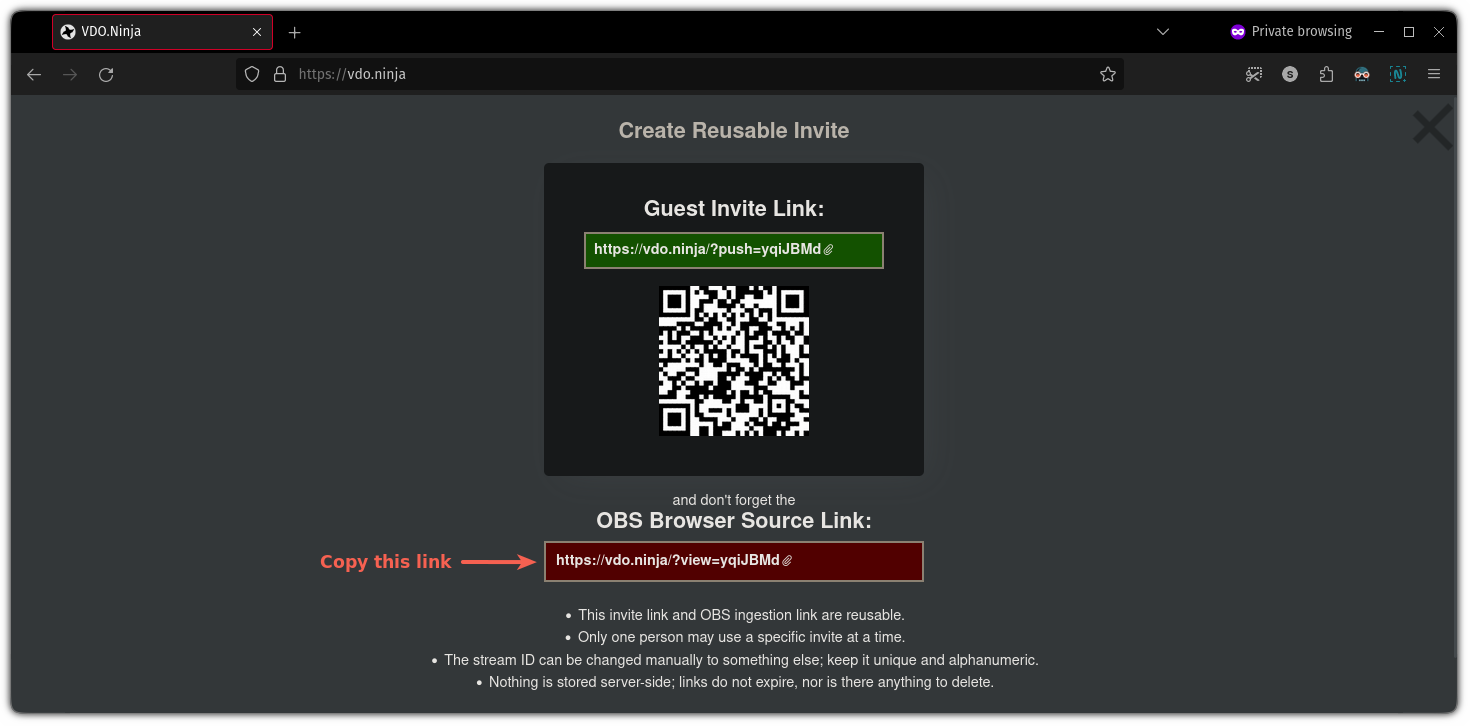 VDO.Ninja
Private browsing
https://vdo.ninja
S
N
Create Reusable Invite
Guest Invite Link:
https://vdo.ninja/?push=yqiJBMd
and don't forget the
OBS Browser Source Link:
Copy this link
https://vdo.ninja/?view=yqiJBMd
• This invite link and OBS ingestion link are reusable.
• Only one person may use a specific invite at a time.
• The stream ID can be changed manually to something else; keep it unique and alphanumeric.
• Nothing is stored server-side; links do not expire, nor is there anything to delete.